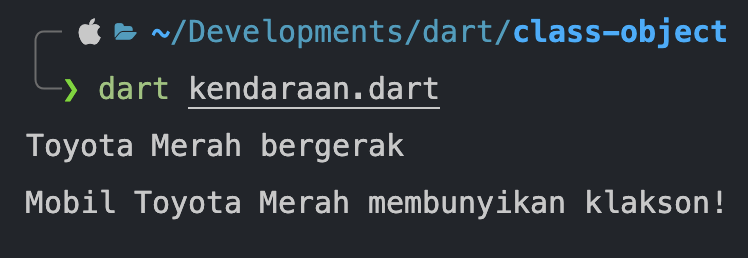 ~/Developments/dart/class-object
❯ dart kendaraan.dart
Toyota Merah bergerak
Mobil Toyota Merah membunyikan klakson!